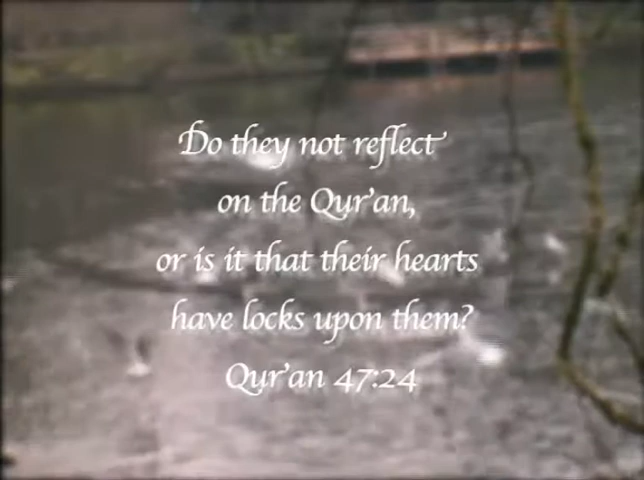 Do they not reflect
on the Qur'an,
or is it that their hearts
have locks upon them?
Qur'an 47:24